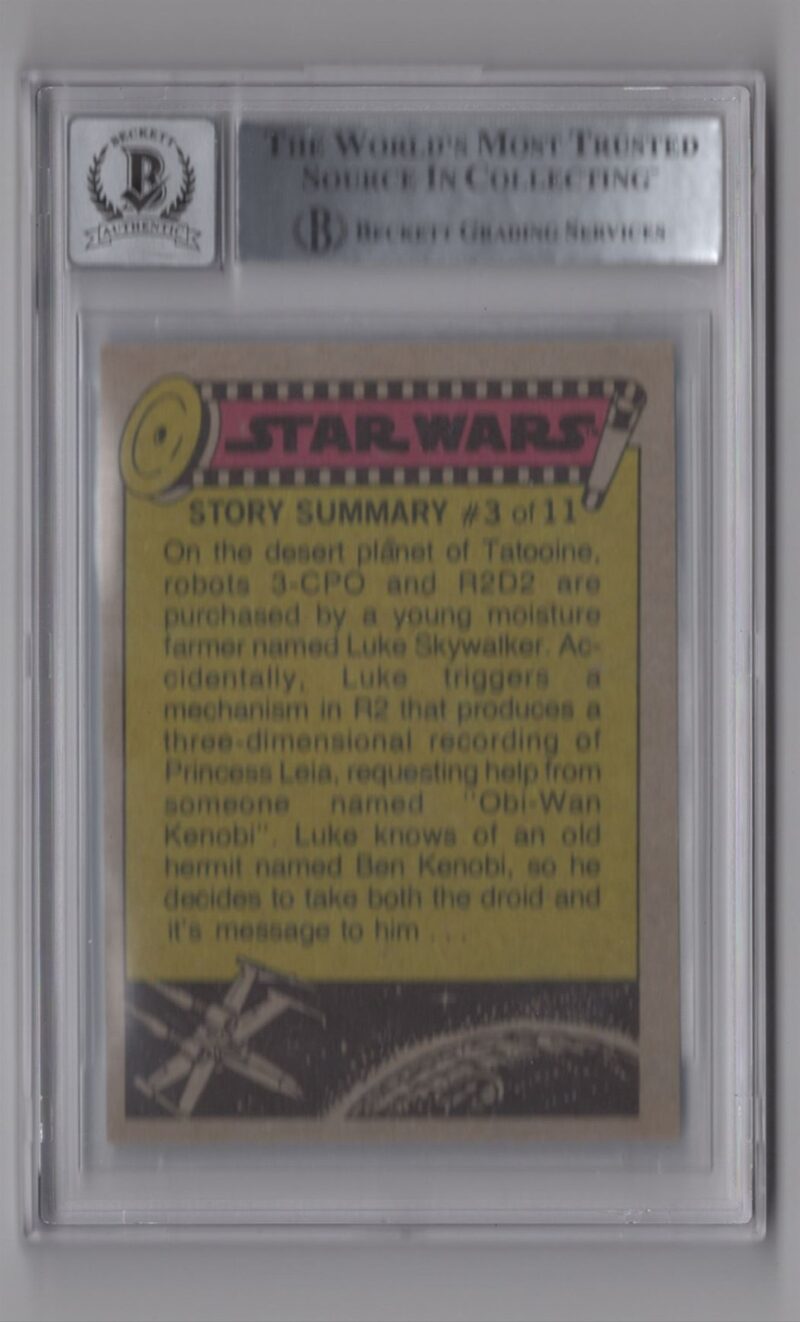 BECKETT
B
AUTHENTIC
THE WORLD'S MOST TRUSTED
SOURCE IN COLLECTING
B BECKETT GRADING SERVICES
STAR WARS
STORY SUMMARY #3 of 11
On the desert planet of Tatooine,
robots 3-CPO and R2D2 are
purchased by a young moisture
farmer named Luke Skywalker. Ac-
cidentally, Luke triggers a
mechanism in R2 that produces a
three-dimensional recording of
Princess Leia, requesting help from
someone named "Obi-Wan
Kenobi". Luke knows of an old
hermit named Ben Kenobi, so he
decides to take both the droid and
it's message to him . . .